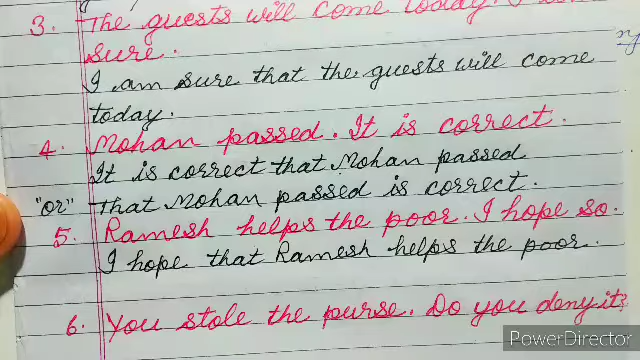 3. The guests will come today.
sure.
I am sure that the guests will come
today.
4. Mohan passed. It is correct.
It is correct that Mohan passed
"or" That Mohan passed is correct.
5. Ramesh helps the poor. I hope so.
I hope that Ramesh helps the poor.
6. You stole the purse. Do you deny it?
PowerDirector